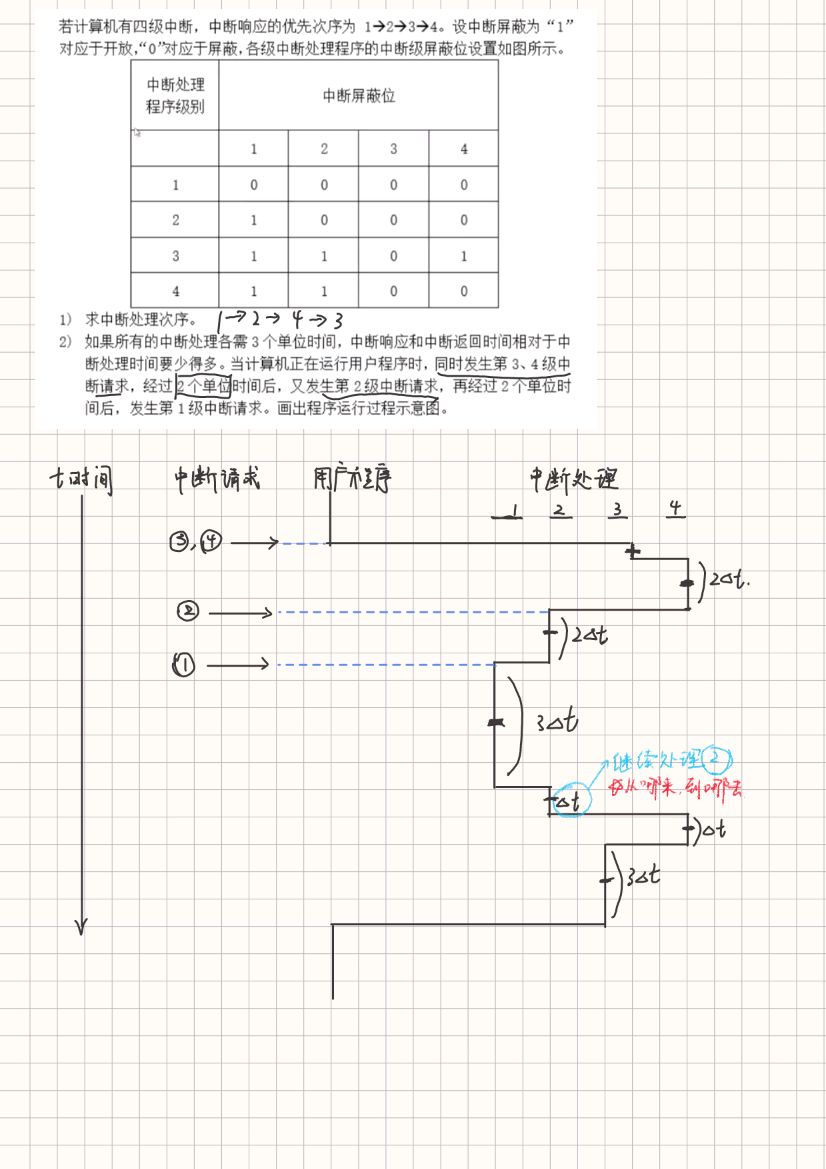 若计算机有四级中断，中断响应的优先次序为 1→2→3→4。设中断屏蔽为“1”
对应于开放,“0”对应于屏蔽,各级中断处理程序的中断级屏蔽位设置如图所示。
中断处理程序级别 中断屏蔽位
1 2 3 4
1 0 0 0 0
2 1 0 0 0
3 1 1 0 1
4 1 1 0 0
1) 求中断处理次序。 1→2→4→3
2) 如果所有的中断处理各需3个单位时间，中断响应和中断返回时间相对于中
断处理时间要少得多。当计算机正在运行用户程序时,同时发生第3、4级中
断请求，经过2个单位时间后，又发生第2级中断请求，再经过2个单位时
间后，发生第1级中断请求。画出程序运行过程示意图。
t时间 中断请求 用户程序 中断处理
1 2 3 4
③,④
2Δt.
②
2Δt
①
3Δt
继续处理②
从哪来,到哪去
Δt
Δt
3Δt